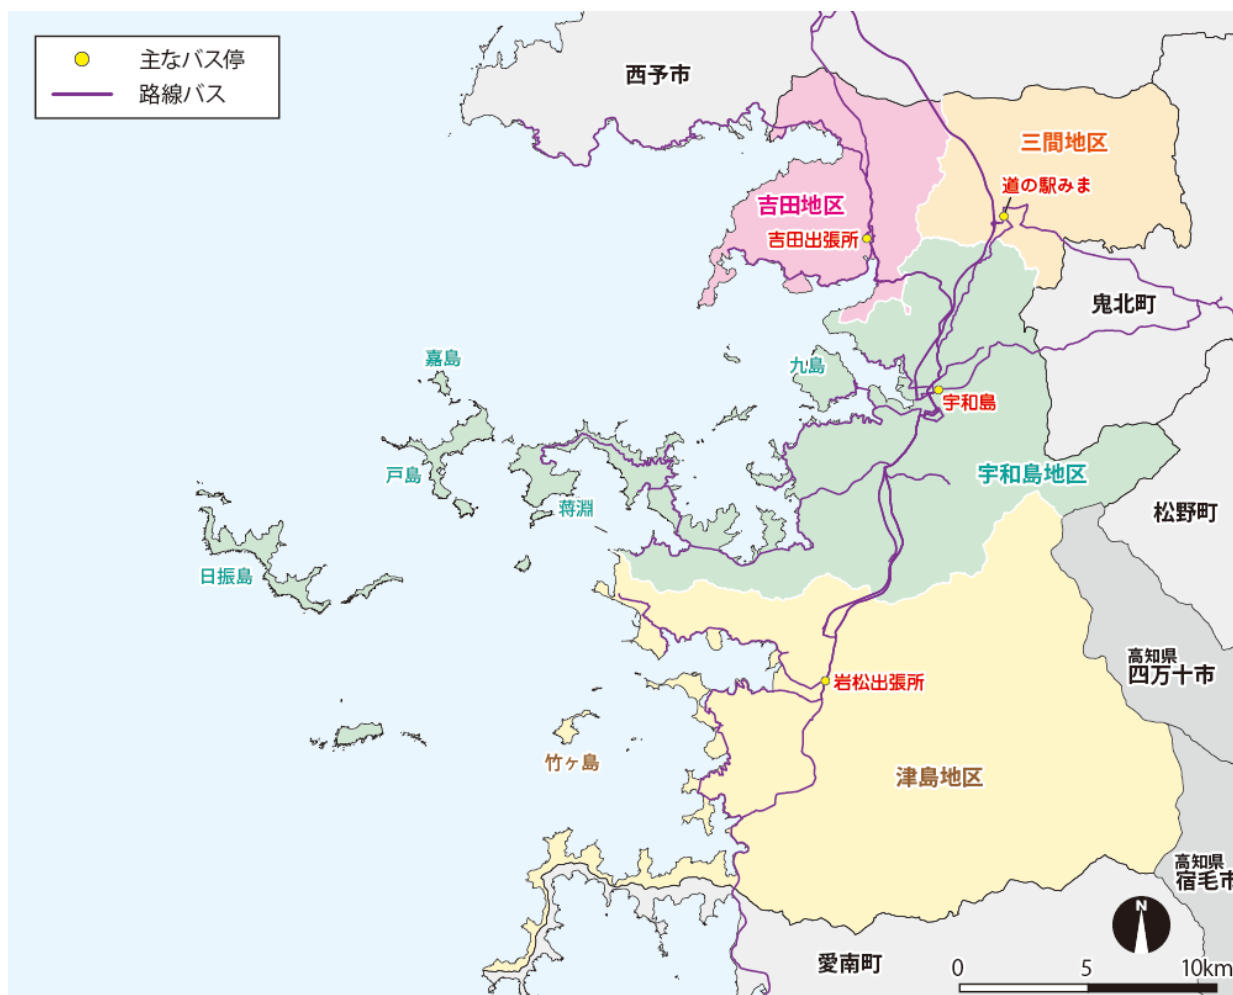 主なバス停
路線バス
西予市
三間地区
道の駅みま
吉田地区
吉田出張所
鬼北町
嘉島
九島
宇和島
戸島
蒋淵
宇和島地区
松野町
日振島
高知県
四万十市
岩松出張所
竹ヶ島
津島地区
高知県
宿毛市
愛南町
N
0 5 10km